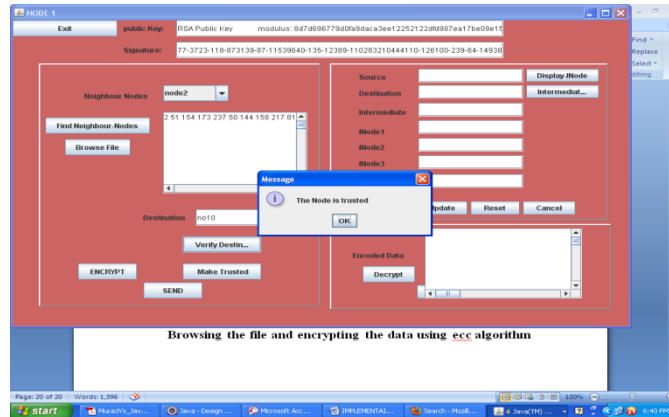 NODE 1
Exit
public Key:
RSA Public Key modulus: 8d7d696779d0fa9daca3ee12252122dfd987ea17be09e15
Signature:
77-3723-118-873139-87-11539640-135-12389-110283210444110-126100-239-64-14938
Neighbour Nodes
node2
Find Neighbour-Nodes
Browse File
2 51 154 173 237 50 144 158 217 81
Destination
no10
Verify Destin...
ENCRYPT
Make Trusted
SEND
Source
Display INode
Destination
Intermediat...
Intermediate
INode1
INode2
INode3
Update
Reset
Cancel
Encoded Data
Decrypt
Message
The Node is trusted
OK
Find
Replace
Select
diting
Browsing the file and encrypting the data using ecc algorithm
Page: 20 of 20
Words: 1,396
100%
start
Murach's_Jav...
Java - Design ...
Microsoft Acc...
IMPLEMENTAI...
Search - Mozil...
4 Java(TM) ...
6:40 PM